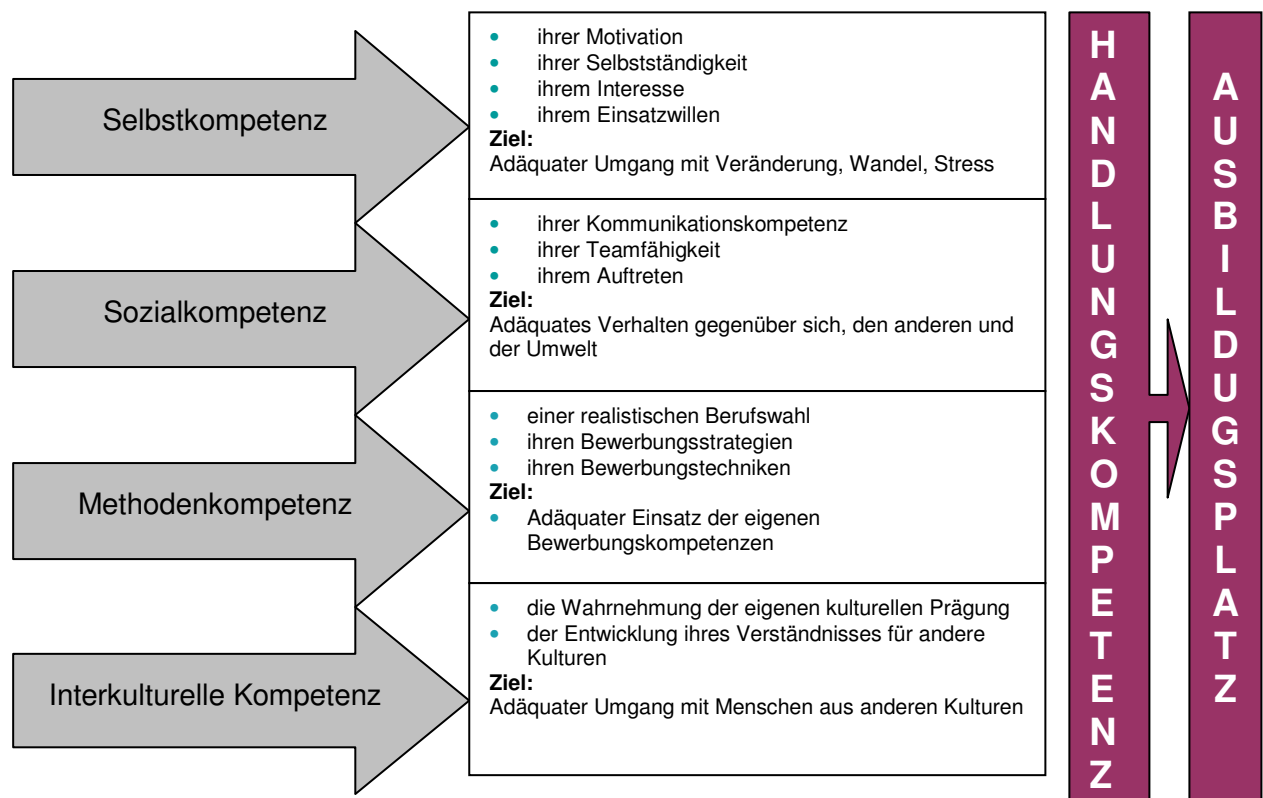 Selbstkompetenz
• ihrer Motivation
• ihrer Selbstständigkeit
• ihrem Interesse
• ihrem Einsatzwillen
Ziel:
Adäquater Umgang mit Veränderung, Wandel, Stress
Sozialkompetenz
• ihrer Kommunikationskompetenz
• ihrer Teamfähigkeit
• ihrem Auftreten
Ziel:
Adäquates Verhalten gegenüber sich, den anderen und
der Umwelt
Methodenkompetenz
• einer realistischen Berufswahl
• ihren Bewerbungsstrategien
• ihren Bewerbungstechniken
Ziel:
• Adäquater Einsatz der eigenen
Bewerbungskompetenzen
Interkulturelle Kompetenz
• die Wahrnehmung der eigenen kulturellen Prägung
• der Entwicklung ihres Verständnisses für andere
Kulturen
Ziel:
Adäquater Umgang mit Menschen aus anderen Kulturen
HANDLUNGSKOMPETENZ
AUSBILDUGSPLATZ